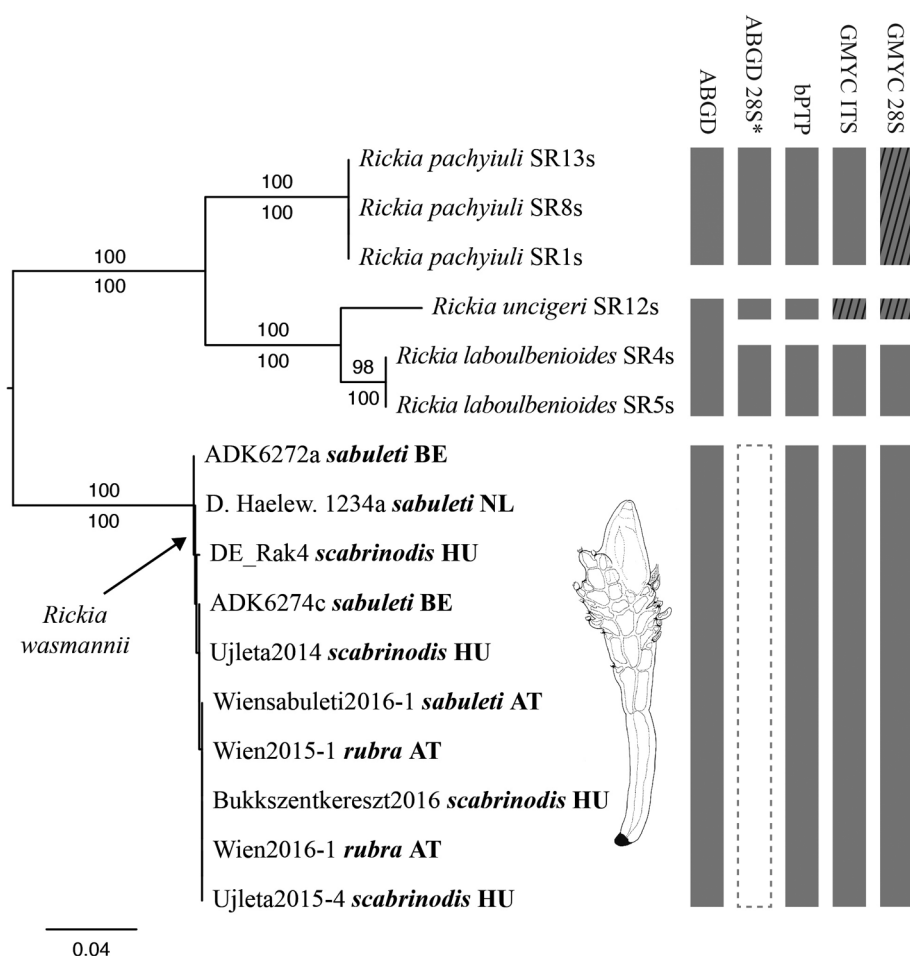 ABGD
ABGD 28S*
bPTP
GMYC ITS
GMYC 28S
Rickia pachyiuli SR13s
100
100
Rickia pachyiuli SR8s
Rickia pachyiuli SR1s
100
100
Rickia uncigeri SR12s
100
100
Rickia laboulbenioides SR4s
98
100
Rickia laboulbenioides SR5s
ADK6272a sabuleti BE
100
100
D. Haelew. 1234a sabuleti NL
DE_Rak4 scabrinodis HU
Rickia
wasmannii
ADK6274c sabuleti BE
Ujleta2014 scabrinodis HU
Wiensabuleti2016-1 sabuleti AT
Wien2015-1 rubra AT
Bukkszentkereszt2016 scabrinodis HU
Wien2016-1 rubra AT
Ujleta2015-4 scabrinodis HU
0.04